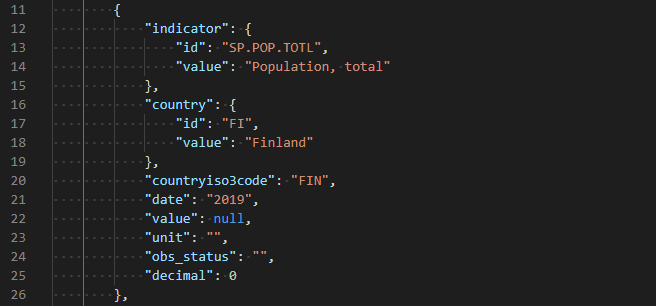 11 {
12 "indicator": {
13 "id": "SP.POP.TOTL",
14 "value": "Population, total"
15 },
16 "country": {
17 "id": "FI",
18 "value": "Finland"
19 },
20 "countryiso3code": "FIN",
21 "date": "2019",
22 "value": null,
23 "unit": "",
24 "obs_status": "",
25 "decimal": 0
26 },